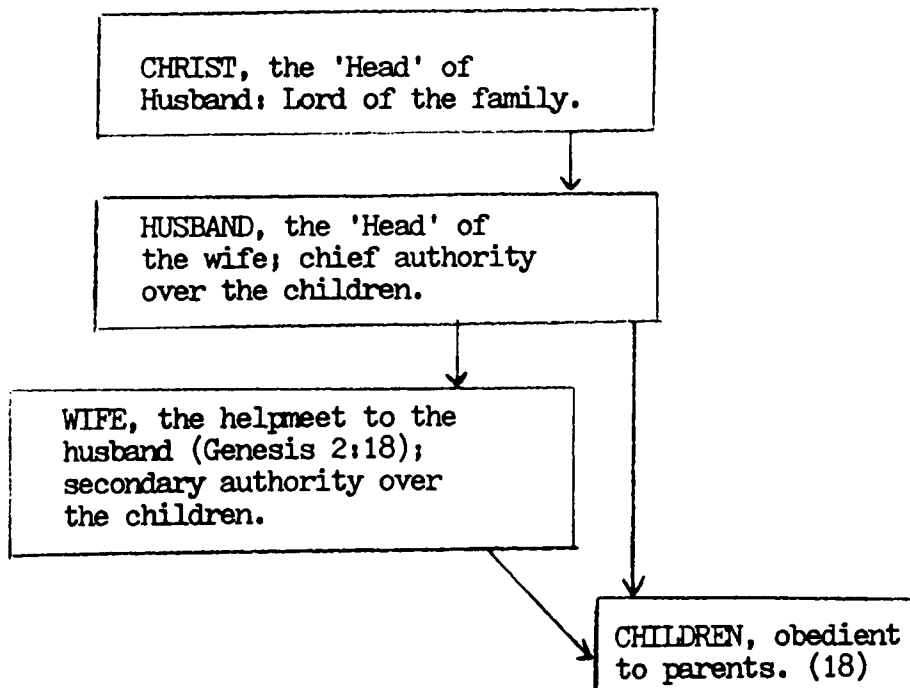 CHRIST, the 'Head' of
Husband: Lord of the family.
HUSBAND, the 'Head' of
the wife; chief authority
over the children.
WIFE, the helpmeet to the
husband (Genesis 2:18);
secondary authority over
the children.
CHILDREN, obedient
to parents. (18)